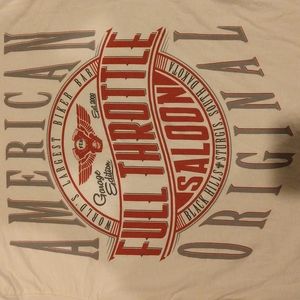 AMERICAN
WORLD'S LARGEST BIKER BAR
Garage
Edition
Est. 1999
FULL THROTTLE
SALOON
BLACK HILLS ★ STURGIS SOUTH DAKOTA
ORIGINAL